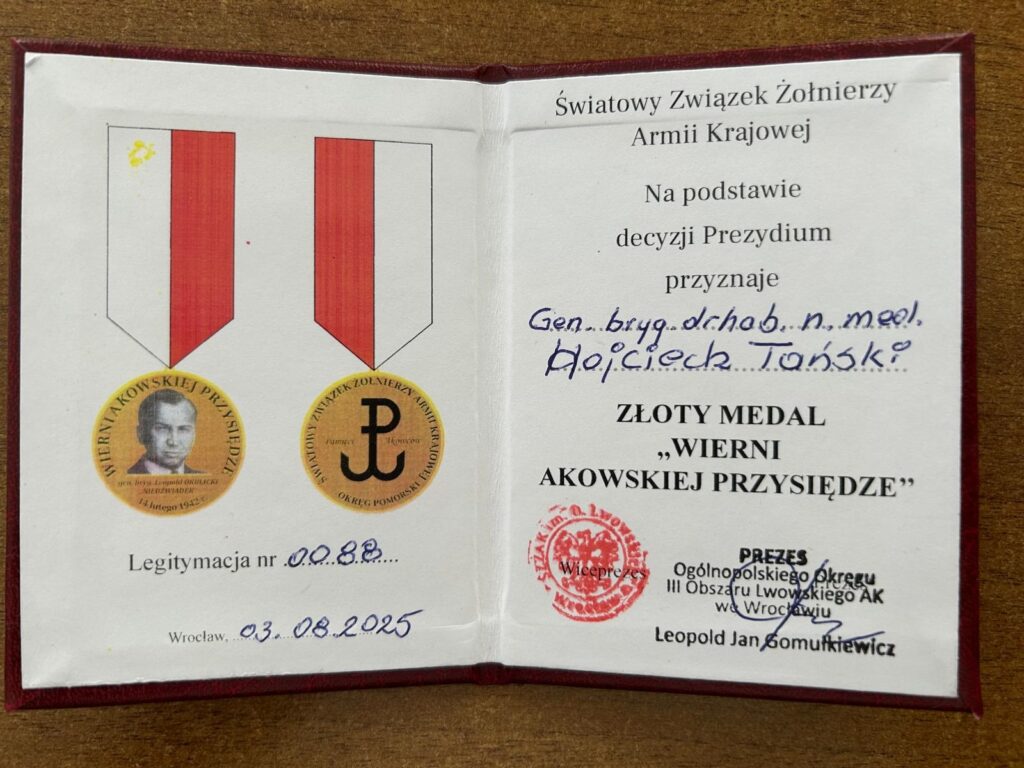 WIERNI AKOWSKIEJ PRZYSIĘDZE
gen. bryg. Leopold OKULICKI
NIEDŹWIADEK
14 lutego 1942 r.
ŚWIATOWY ZWIĄZEK ŻOŁNIERZY ARMII KRAJOWEJ
Pamięci Akowców
OKRĘG POMORSKI
Legitymacja nr 0088
Wrocław, 03.08.2025
Światowy Związek Żołnierzy
Armii Krajowej
Na podstawie
decyzji Prezydium
przyznaje
Gen. bryg. dr hab. n. med.
Wojciech Tański
ZŁOTY MEDAL
„WIERNI
AKOWSKIEJ PRZYSIĘDZE”
Wiceprezes
PREZES
Ogólnopolskiego Okręgu
III Obszaru Lwowskiego AK
we Wrocławiu
Leopold Jan Gomułkiewicz